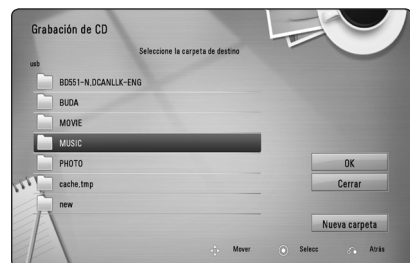 Grabación de CD
Seleccione la carpeta de destino
usb
BD551-N,DCANLLK-ENG
BUDA
MOVIE
MUSIC
PHOTO
cache,tmp
new
OK
Cerrar
Nueva carpeta
Mover
Selecc
Atrás